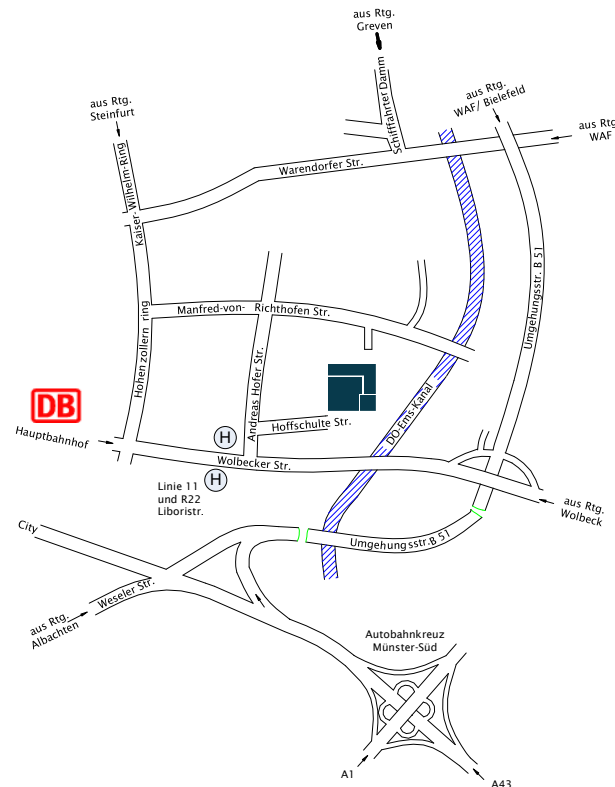 aus Rtg.
Greven
aus Rtg.
WAF/ Bielefeld
aus Rtg.
Steinfurt
aus Rtg
WAF
Schifffahrter Damm
Warendorfer Str.
Kaiser-Wilhelm-Ring
Umgehungsstr. B 51
Manfred-von- Richthofen Str.
Hohenzollern ring
Andreas Hofer Str.
DO-Ems-Kanal
DB
Hoffschulte Str.
Hauptbahnhof
H
Wolbecker Str.
H
Linie 11
und R22
Liboristr.
aus Rtg.
Wolbeck
City
Umgehungsstr.B 51
Weseler Str.
aus Rtg.
Albachten
Autobahnkreuz
Münster-Süd
A1
A43